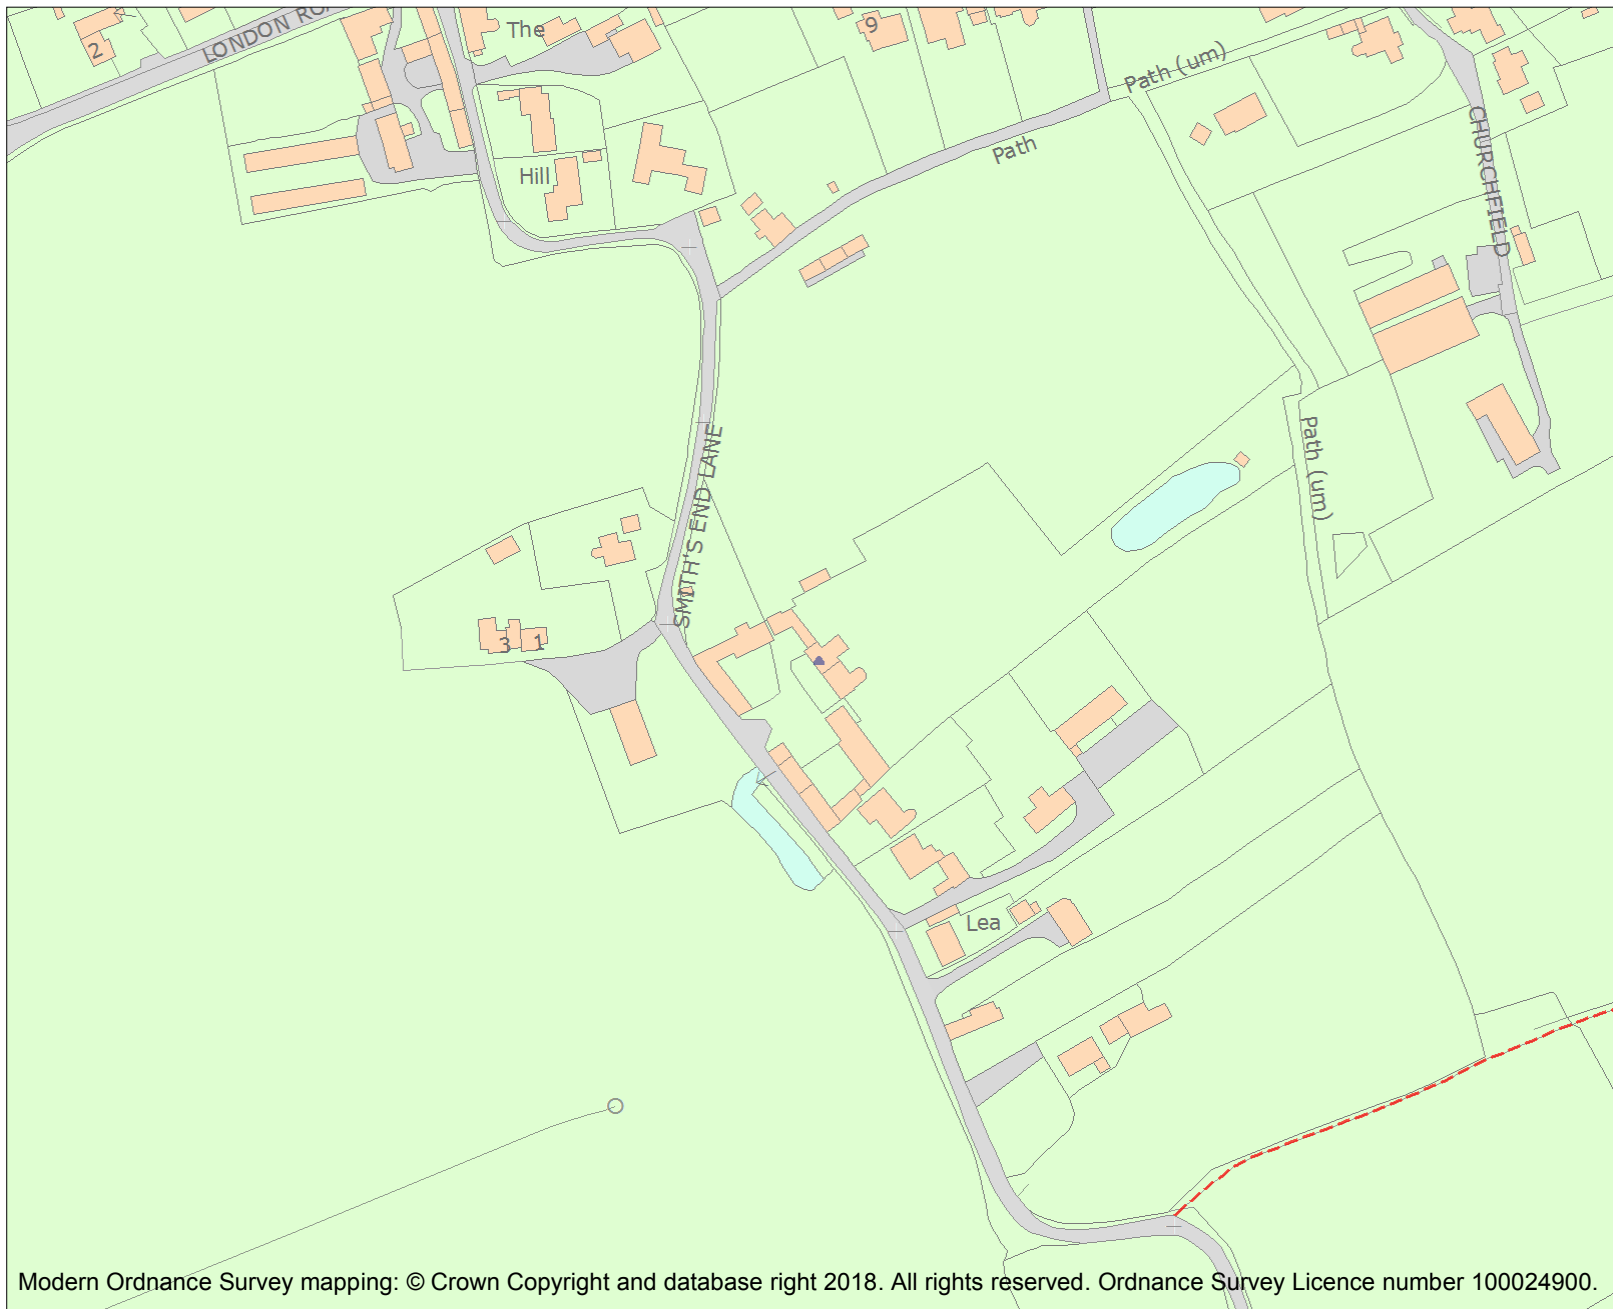 2
LONDON
The
9
Path (um)
CHURCHFIELD
Path
Hill
SMITH'S END LANE
Path (um)
3 1
Lea
Modern Ordnance Survey mapping: © Crown Copyright and database right 2018. All rights reserved. Ordnance Survey Licence number 100024900.